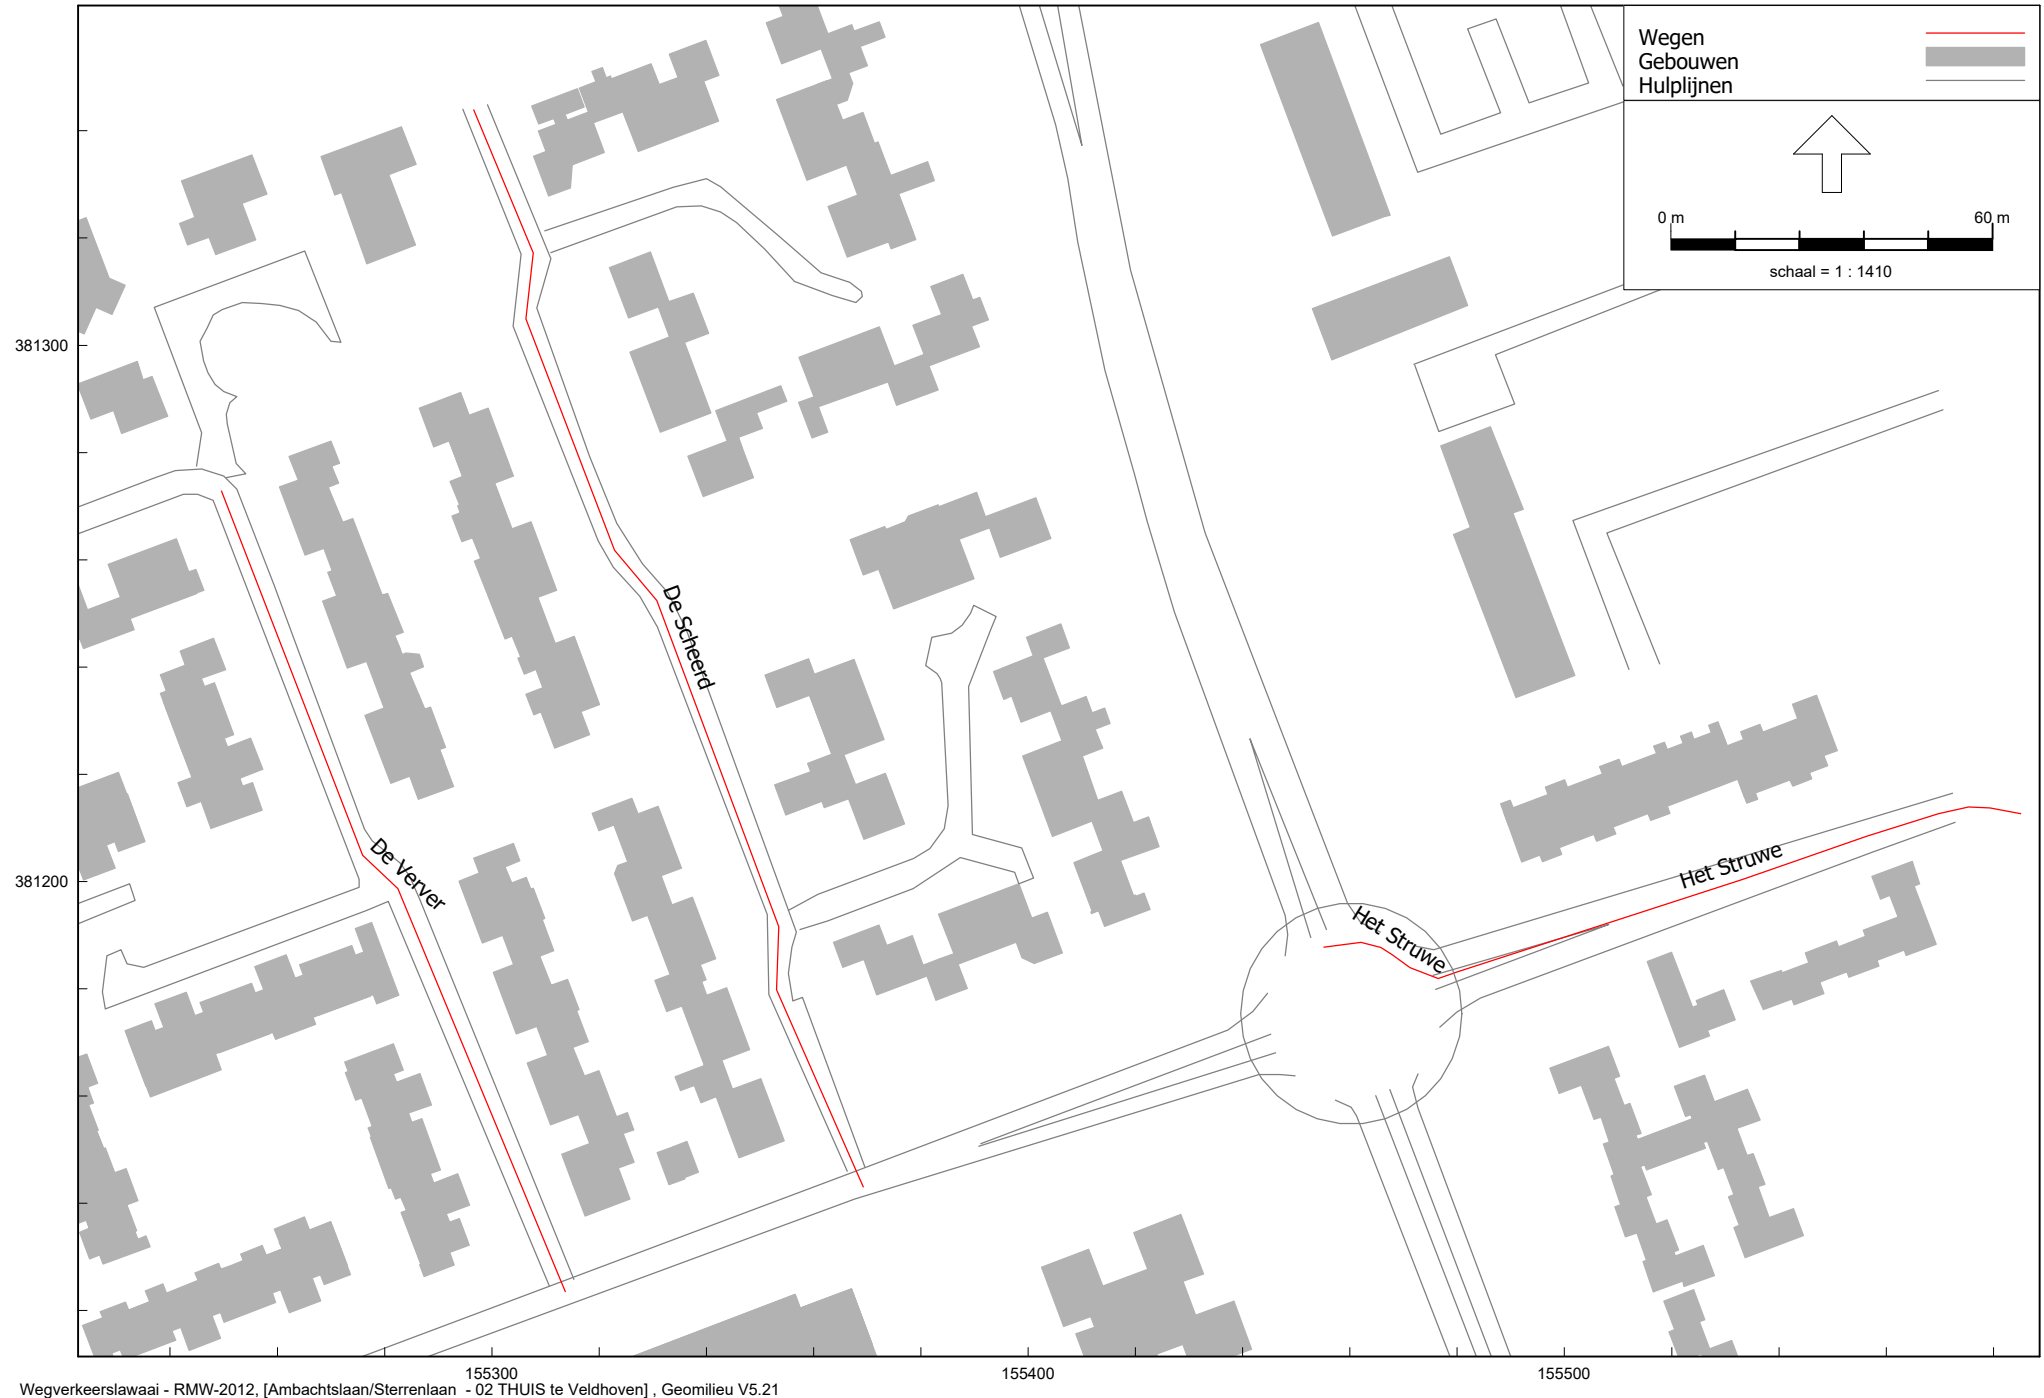 Wegen
Gebouwen
Hulplijnen
0 m 60 m
schaal = 1 : 1410
381300
De Scheerd
De Verver
381200
Het Struwe
Het Struwe
155300 155400 155500
Wegverkeerslawaai - RMW-2012, [Ambachtslaan/Sterrenlaan - 02 THUIS te Veldhoven] , Geomilieu V5.21